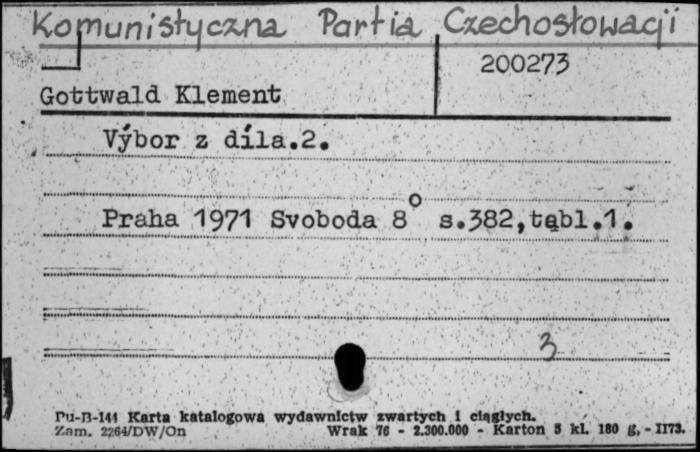 Komunistyczna Partia Czechosłowacji
200273
Gottwald Klement
Výbor z díla.2.
Praha 1971 Svoboda 8° s.382,tabl.1.
3
Pu-B-144 Karta katalogowa wydawnictw zwartych i ciągłych.
Zam. 2264/DW/On Wrak 76 - 2.300.000 - Karton 3 kl. 180 g, - II73.